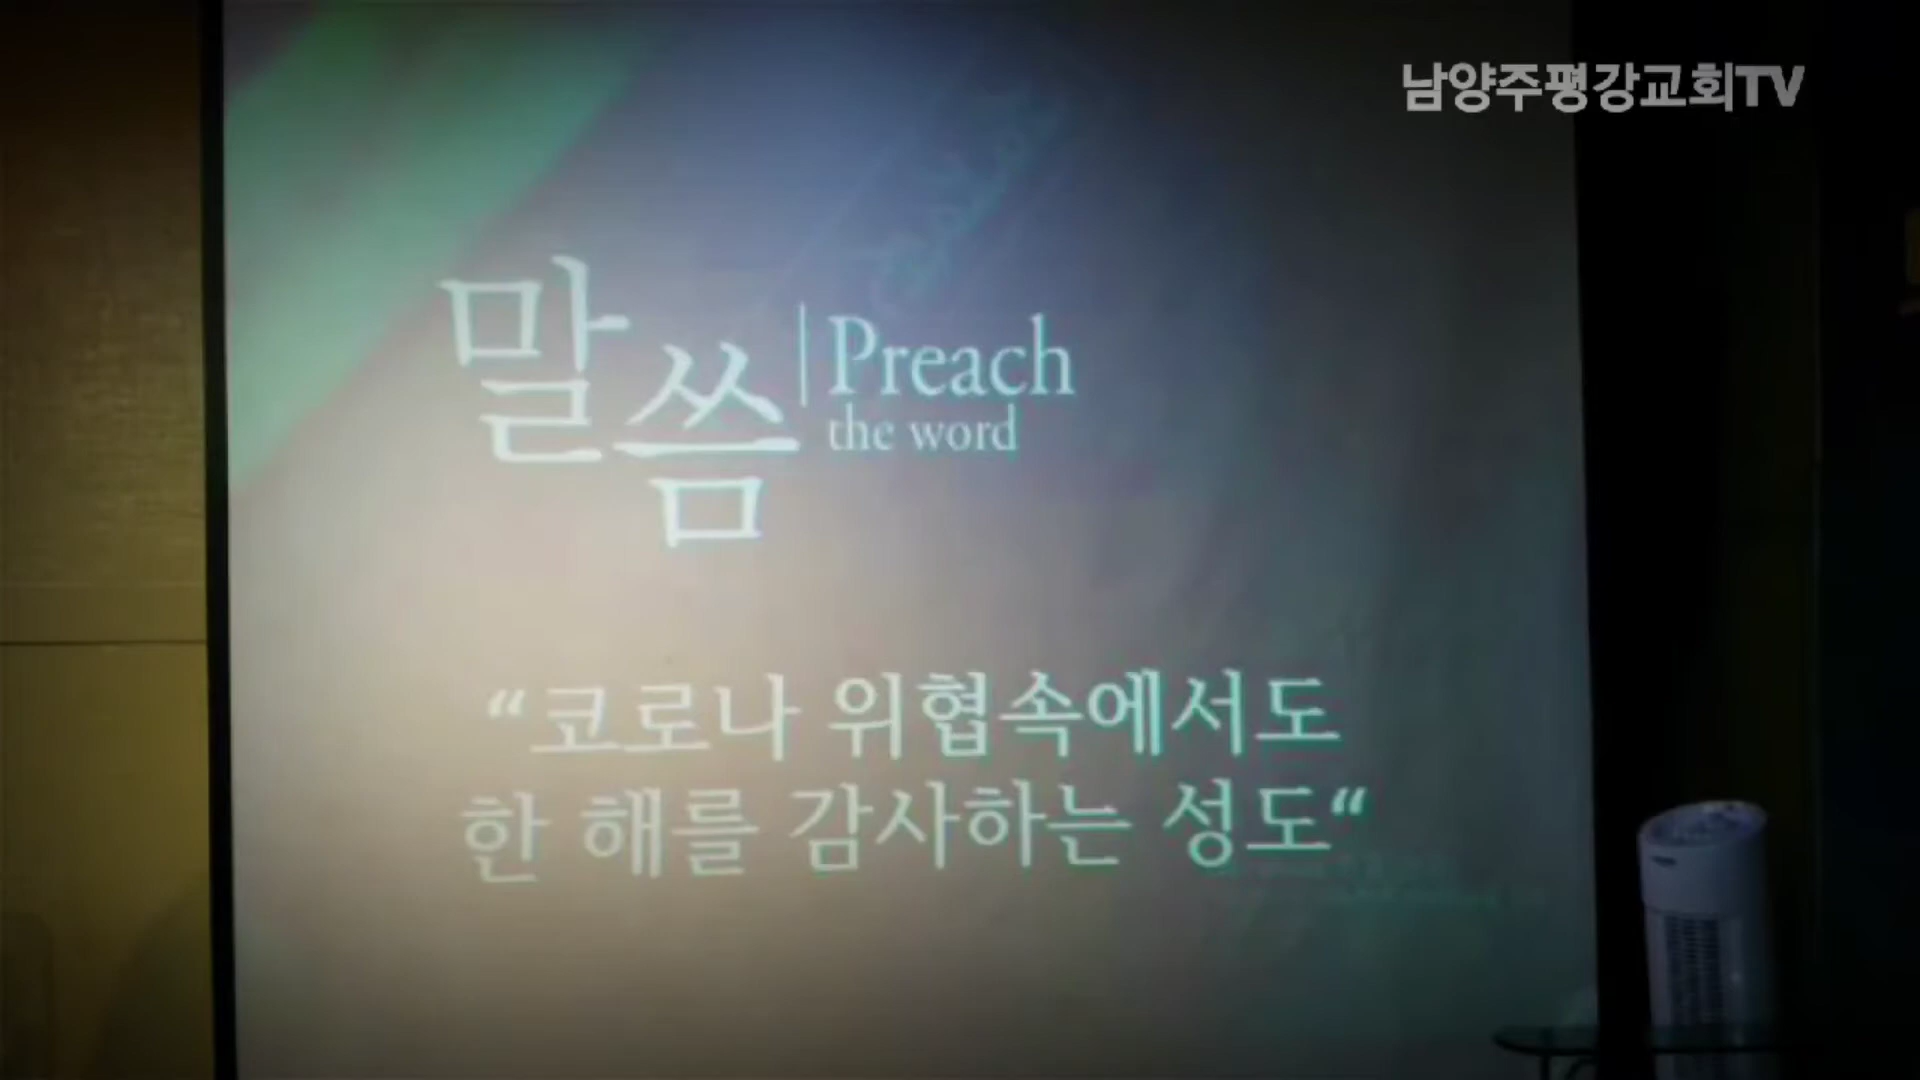 남양주평강교회TV
말씀
Preach
the word
“코로나 위협속에서도
한 해를 감사하는 성도“